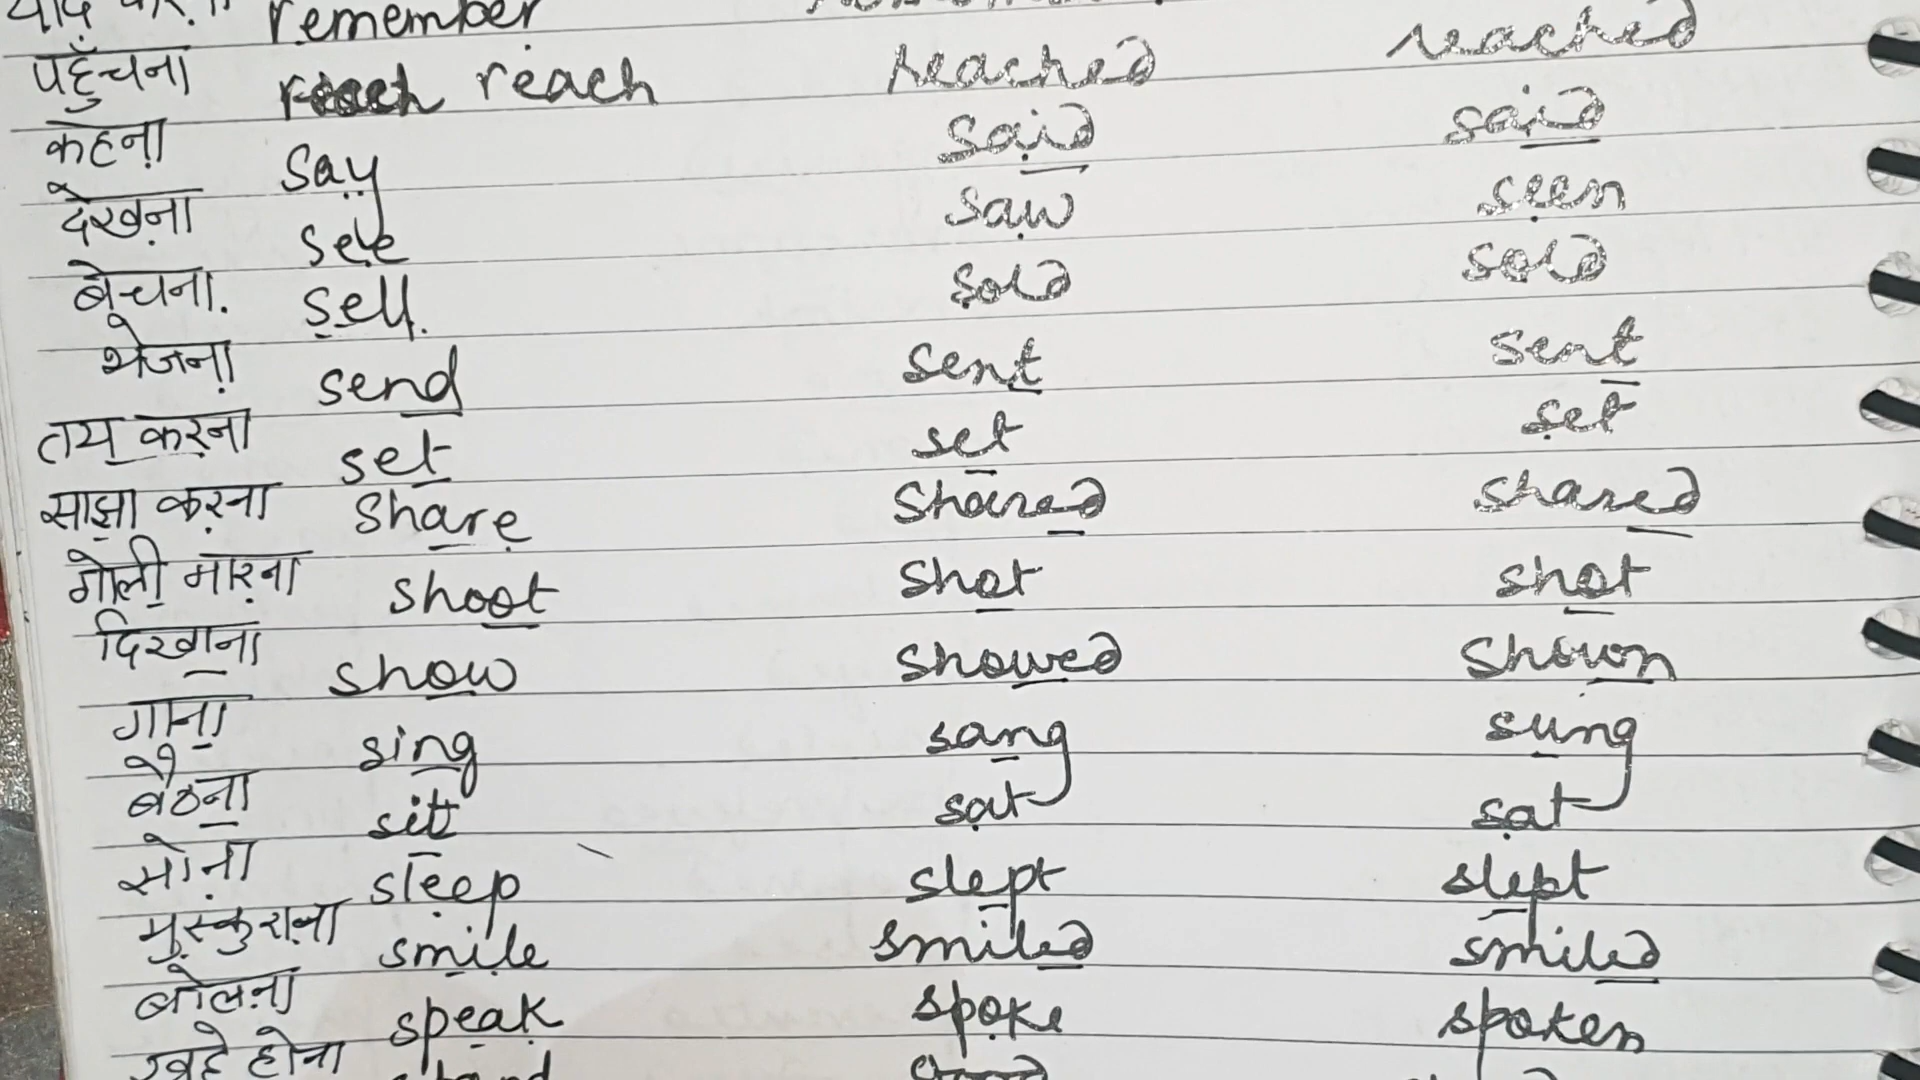 remember
पहुँचना reach reached reached
कहना say said said
देखना see saw seen
बेचना sell sold sold
भेजना send sent sent
तय करना set set set
साझा करना share shared shared
गोली मारना shoot shot shot
दिखाना show showed shown
गाना sing sang sung
बैठना sit sat sat
सोना sleep slept slept
मुस्कुराना smile smiled smiled
बोलना speak spoke spoken
खड़े होना